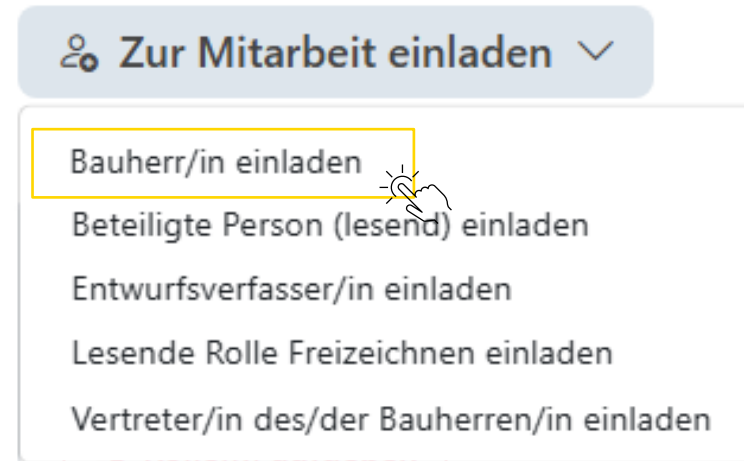 Zur Mitarbeit einladen
Bauherr/in einladen
Beteiligte Person (lesend) einladen
Entwurfsverfasser/in einladen
Lesende Rolle Freizeichnen einladen
Vertreter/in des/der Bauherren/in einladen